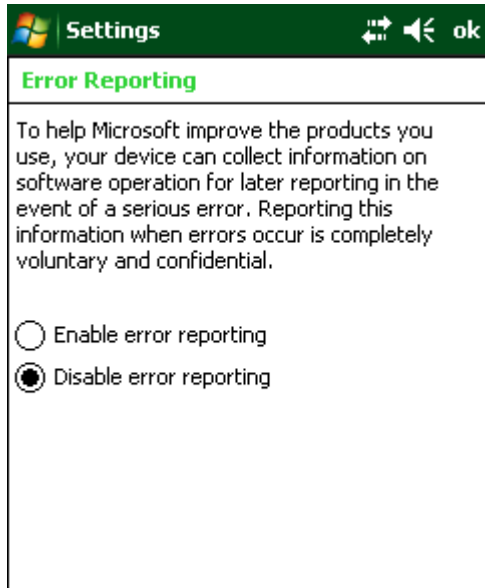 Settings
ok
Error Reporting
To help Microsoft improve the products you
use, your device can collect information on
software operation for later reporting in the
event of a serious error. Reporting this
information when errors occur is completely
voluntary and confidential.
Enable error reporting
Disable error reporting